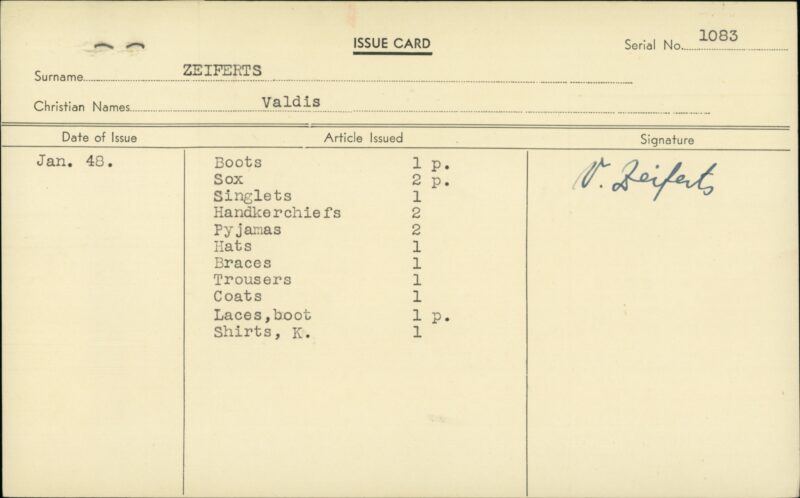 ISSUE CARD
Serial No. 1083
Surname ZEIFERTS
Christian Names Valdis
Date of Issue Article Issued Signature
Jan. 48. Boots 1 p. V. Zeiferts
Sox 2 p.
Singlets 1
Handkerchiefs 2
Pyjamas 2
Hats 1
Braces 1
Trousers 1
Coats 1
Laces,boot 1 p.
Shirts, K. 1